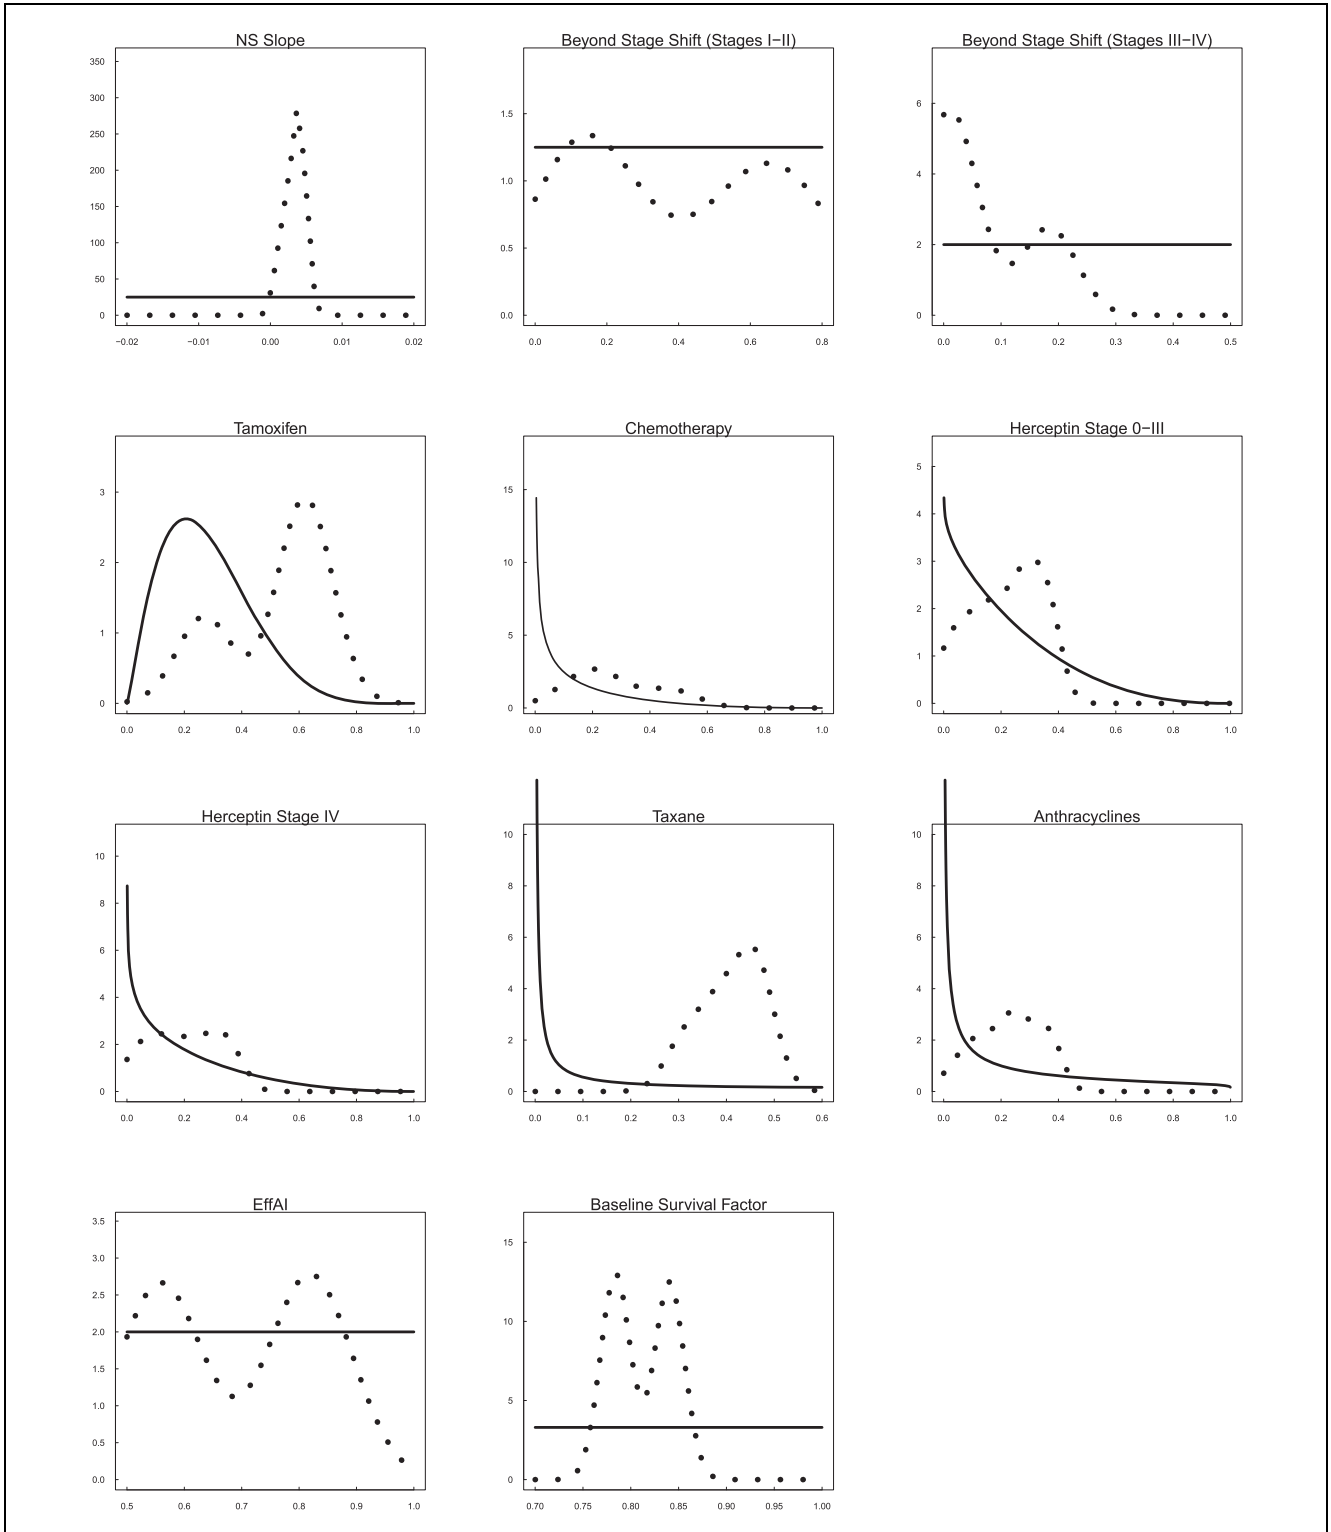 NS Slope
350
300
250
200
150
100
50
0
−0.02 −0.01 0.00 0.01 0.02
Beyond Stage Shift (Stages I−II)
1.5
1.0
0.5
0.0
0.0 0.2 0.4 0.6 0.8
Beyond Stage Shift (Stages III−IV)
6
4
2
0
0.0 0.1 0.2 0.3 0.4 0.5
Tamoxifen
3
2
1
0
0.0 0.2 0.4 0.6 0.8 1.0
Chemotherapy
15
10
5
0
0.0 0.2 0.4 0.6 0.8 1.0
Herceptin Stage 0−III
5
4
3
2
1
0
0.0 0.2 0.4 0.6 0.8 1.0
Herceptin Stage IV
10
8
6
4
2
0
0.0 0.2 0.4 0.6 0.8 1.0
Taxane
10
8
6
4
2
0
0.0 0.1 0.2 0.3 0.4 0.5 0.6
Anthracyclines
10
8
6
4
2
0
0.0 0.2 0.4 0.6 0.8 1.0
EffAI
3.5
3.0
2.5
2.0
1.5
1.0
0.5
0.0
0.5 0.6 0.7 0.8 0.9 1.0
Baseline Survival Factor
15
10
5
0
0.70 0.75 0.80 0.85 0.90 0.95 1.00